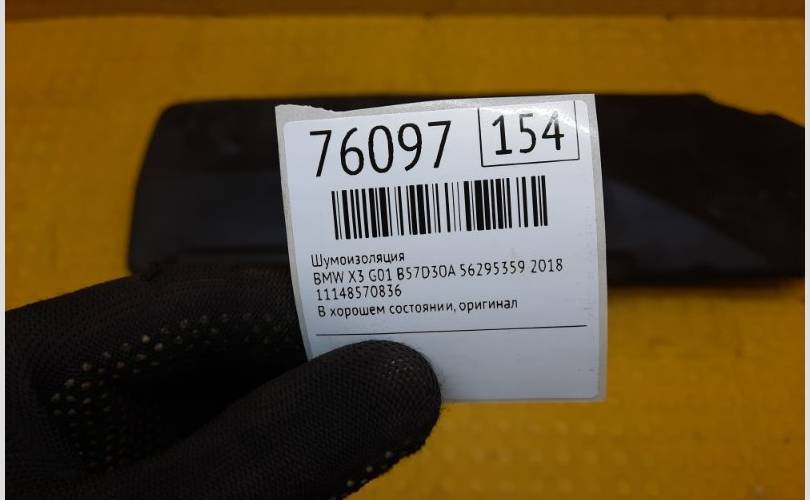 76097 154
Шумоизоляция
BMW X3 G01 B57D30A 56295359 2018
11148570836
В хорошем состоянии, оригинал